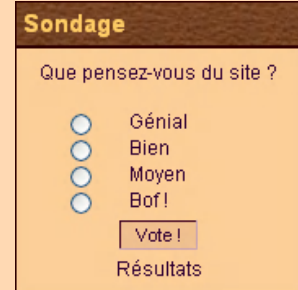 Sondage
Que pensez-vous du site ?
Génial
Bien
Moyen
Bof !
Vote !
Résultats